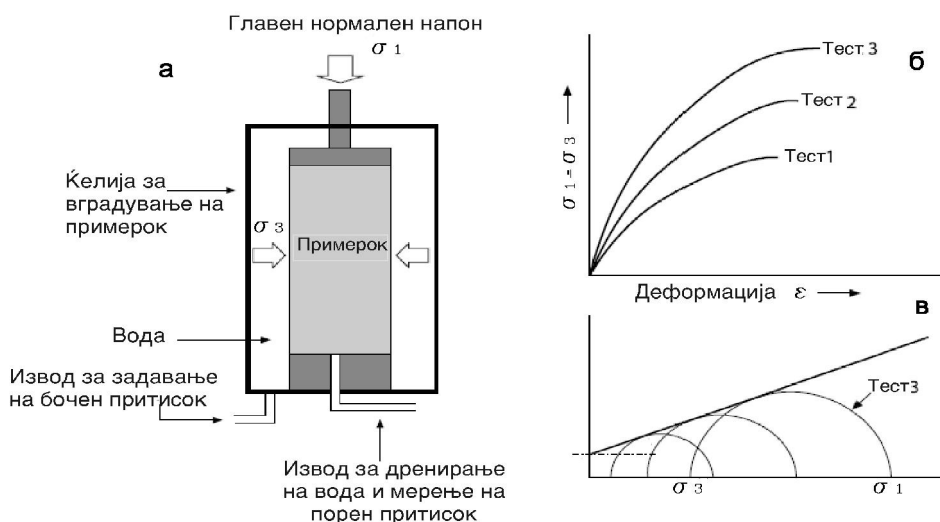 Главен нормален напон
σ 1
а
Ќелија за
вградување на
примерок
σ 3
Примерок
Вода
Извод за задавање
на бочен притисок
Извод за дренирање
на вода и мерење на
порен притисок
б
Тест 3
Тест 2
Тест1
σ 1 - σ 3
Деформација ε
в
Тест3
σ 3
σ 1